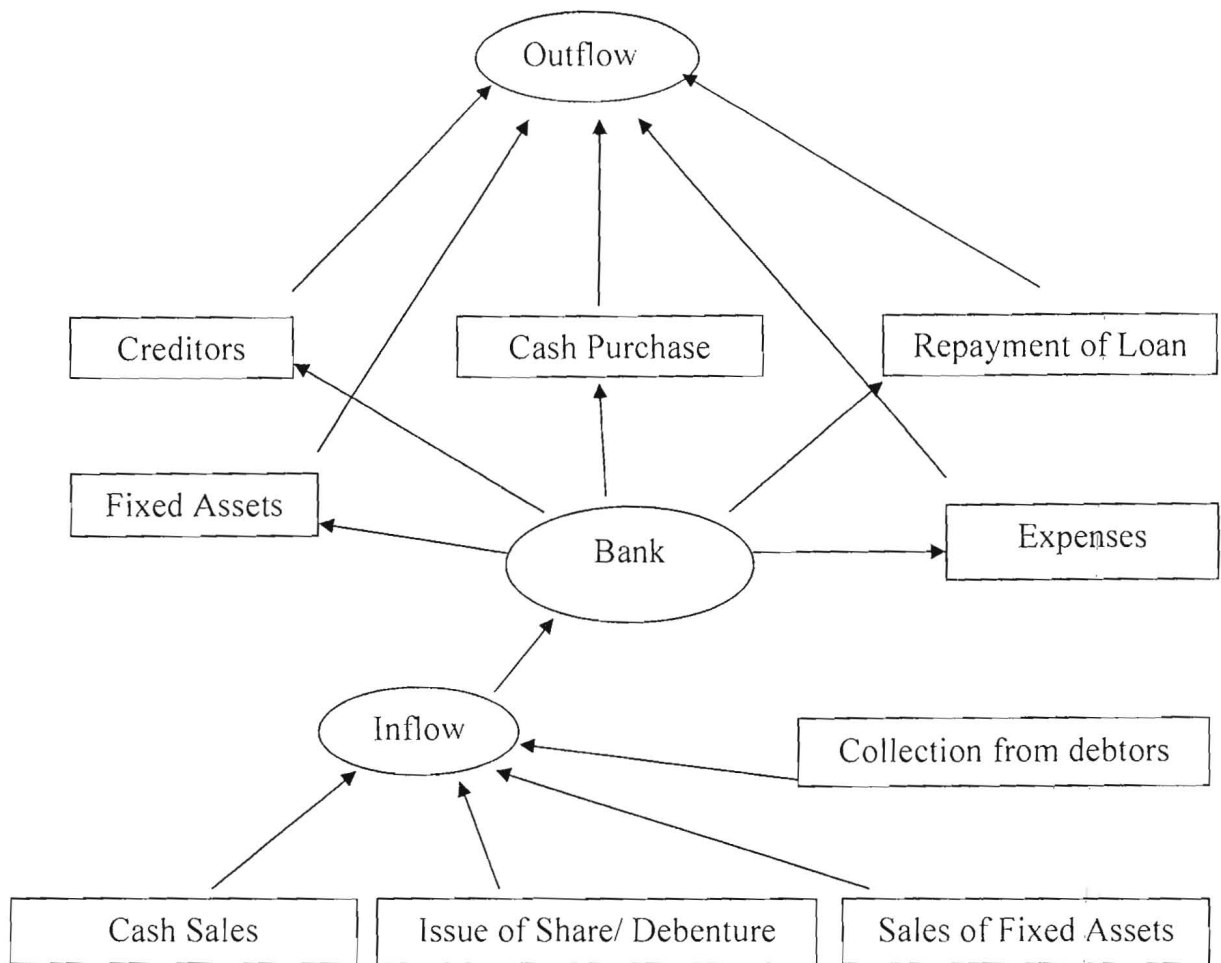 Outflow
Creditors
Cash Purchase
Repayment of Loan
Fixed Assets
Bank
Expenses
Inflow
Collection from debtors
Cash Sales
Issue of Share/ Debenture
Sales of Fixed Assets